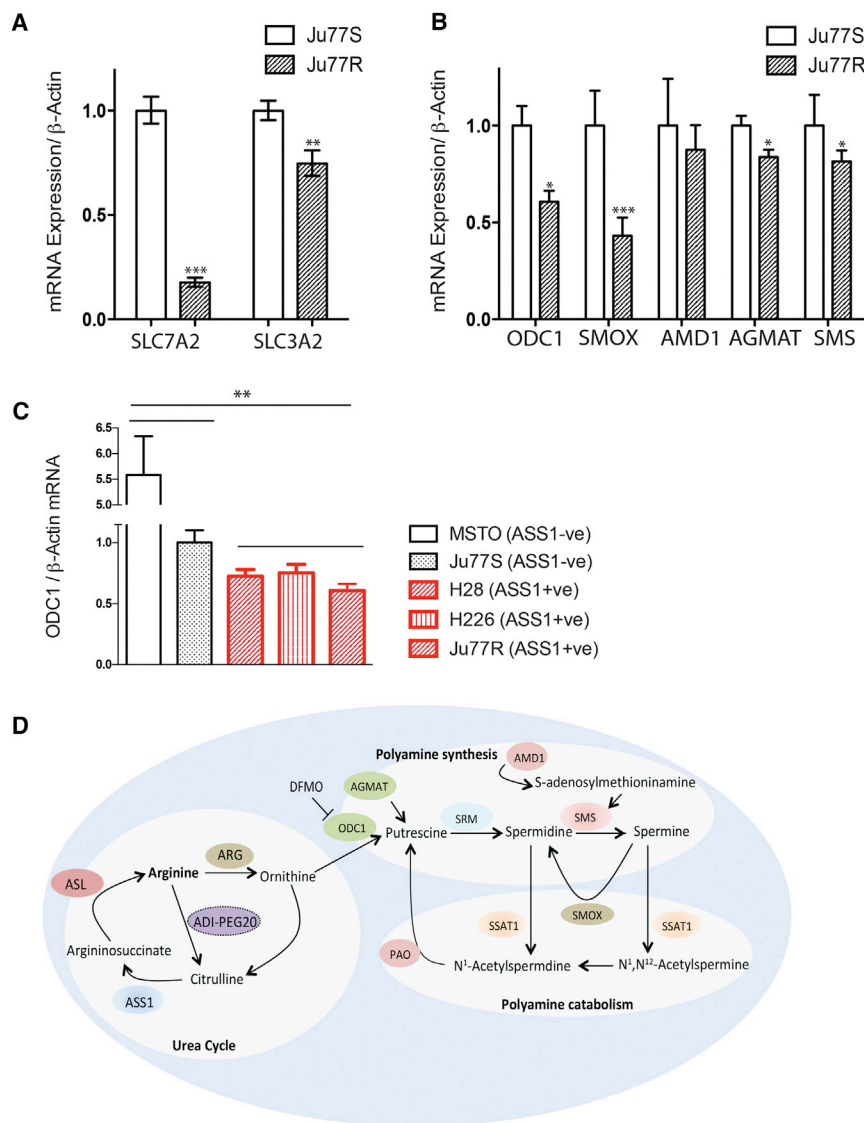 A
Ju77S
Ju77R
mRNA Expression/ β-Actin
1.0
0.5
0.0
***
**
SLC7A2
SLC3A2
B
Ju77S
Ju77R
mRNA Expression/ β-Actin
1.0
0.5
0.0
*
***
*
*
ODC1
SMOX
AMD1
AGMAT
SMS
C
**
ODC1 / β-Actin mRNA
6.5
6.0
5.5
5.0
1.0
0.5
0.0
MSTO (ASS1-ve)
Ju77S (ASS1-ve)
H28 (ASS1+ve)
H226 (ASS1+ve)
Ju77R (ASS1+ve)
D
Polyamine synthesis
AMD1
S-adenosylmethioninamine
DFMO
AGMAT
ODC1
Putrescine
SRM
Spermidine
SMS
Spermine
ARG
Arginine
Ornithine
ASL
ADI-PEG20
SMOX
SSAT1
SSAT1
Argininosuccinate
Citrulline
PAO
N¹-Acetylspermdine
N¹,N¹²-Acetylspermine
ASS1
Polyamine catabolism
Urea Cycle